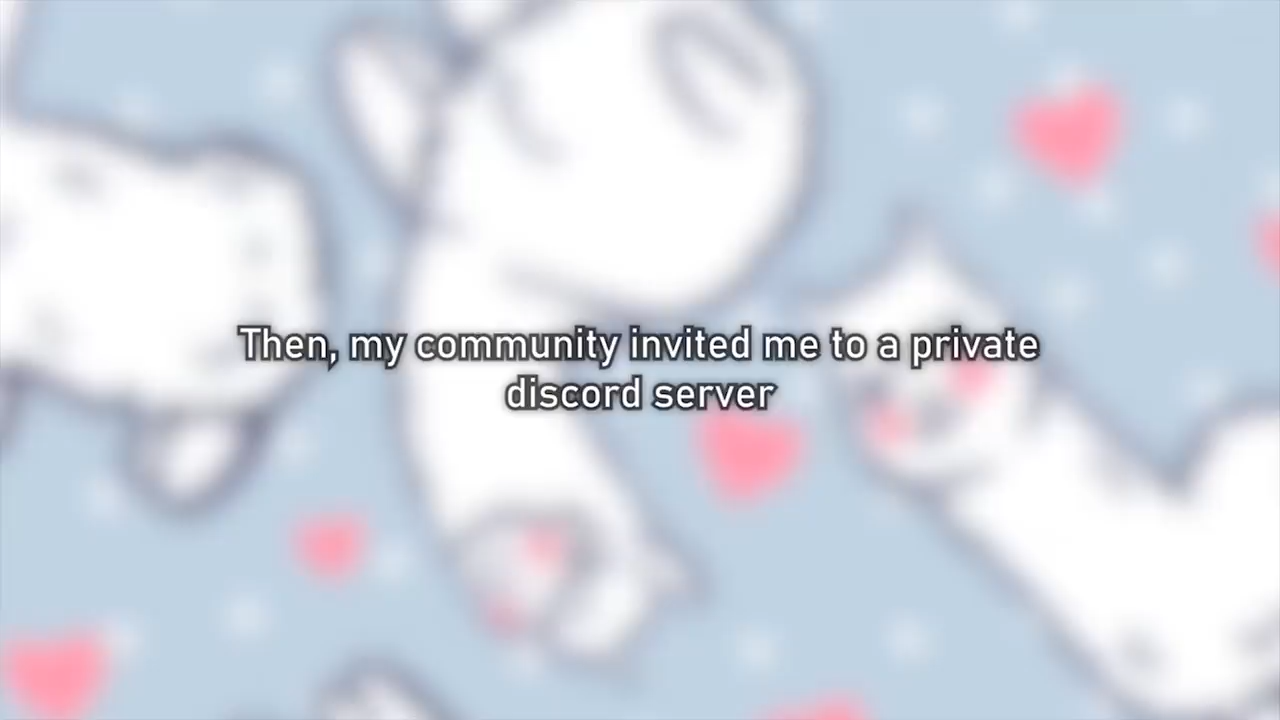 Then, my community invited me to a private
discord server